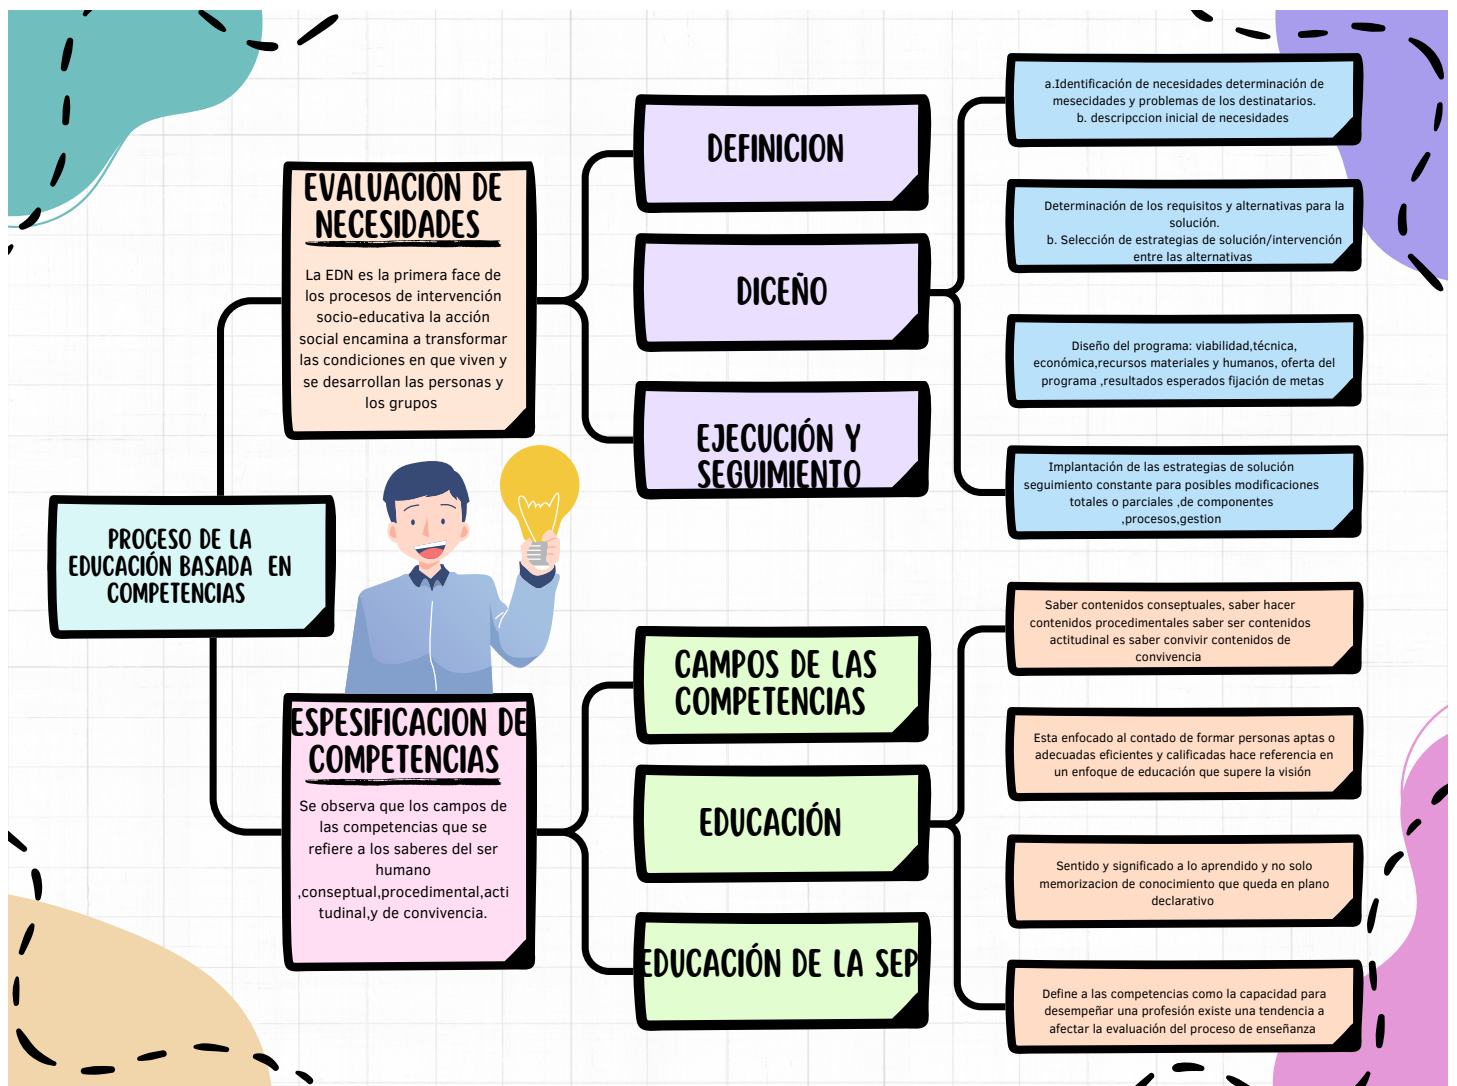 PROCESO DE LA
EDUCACIÓN BASADA EN
COMPETENCIAS
EVALUACIÓN DE
NECESIDADES
La EDN es la primera face de
los procesos de intervención
socio-educativa la acción
social encamina a transformar
las condiciones en que viven y
se desarrollan las personas y
los grupos
DEFINICION
DICEÑO
EJECUCIÓN Y
SEGUIMIENTO
a.Identificación de necesidades determinación de
mesecidades y problemas de los destinatarios.
b. descripccion inicial de necesidades
Determinación de los requisitos y alternativas para la
solución.
b. Selección de estrategias de solución/intervención
entre las alternativas
Diseño del programa: viabilidad,técnica,
económica,recursos materiales y humanos, oferta del
programa ,resultados esperados fijación de metas
Implantación de las estrategias de solución
seguimiento constante para posibles modificaciones
totales o parciales ,de componentes
,procesos,gestion
ESPESIFICACION DE
COMPETENCIAS
Se observa que los campos de
las competencias que se
refiere a los saberes del ser
humano
,conseptual,procedimental,acti
tudinal,y de convivencia.
CAMPOS DE LAS
COMPETENCIAS
EDUCACIÓN
EDUCACIÓN DE LA SEP
Saber contenidos conseptuales, saber hacer
contenidos procedimentales saber ser contenidos
actitudinal es saber convivir contenidos de
convivencia
Esta enfocado al contado de formar personas aptas o
adecuadas eficientes y calificadas hace referencia en
un enfoque de educación que supere la visión
Sentido y significado a lo aprendido y no solo
memorizacion de conocimiento que queda en plano
declarativo
Define a las competencias como la capacidad para
desempeñar una profesión existe una tendencia a
afectar la evaluación del proceso de enseñanza